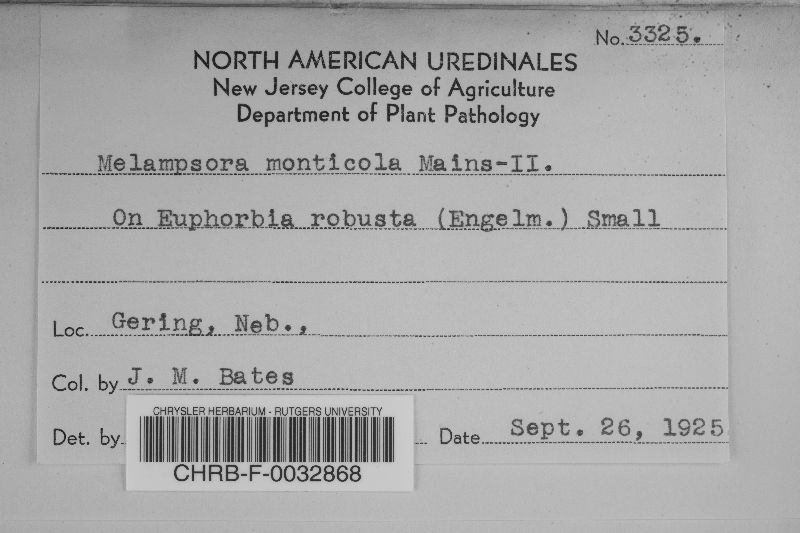 No. 3325.
NORTH AMERICAN UREDINALES
New Jersey College of Agriculture
Department of Plant Pathology
Melampsora monticola Mains-II.
On Euphorbia robusta (Engelm.) Small
Loc. Gering, Neb.,
Col. by J. M. Bates
Det. by Date Sept. 26, 1925
CHRYSLER HERBARIUM - RUTGERS UNIVERSITY
CHRB-F-0032868